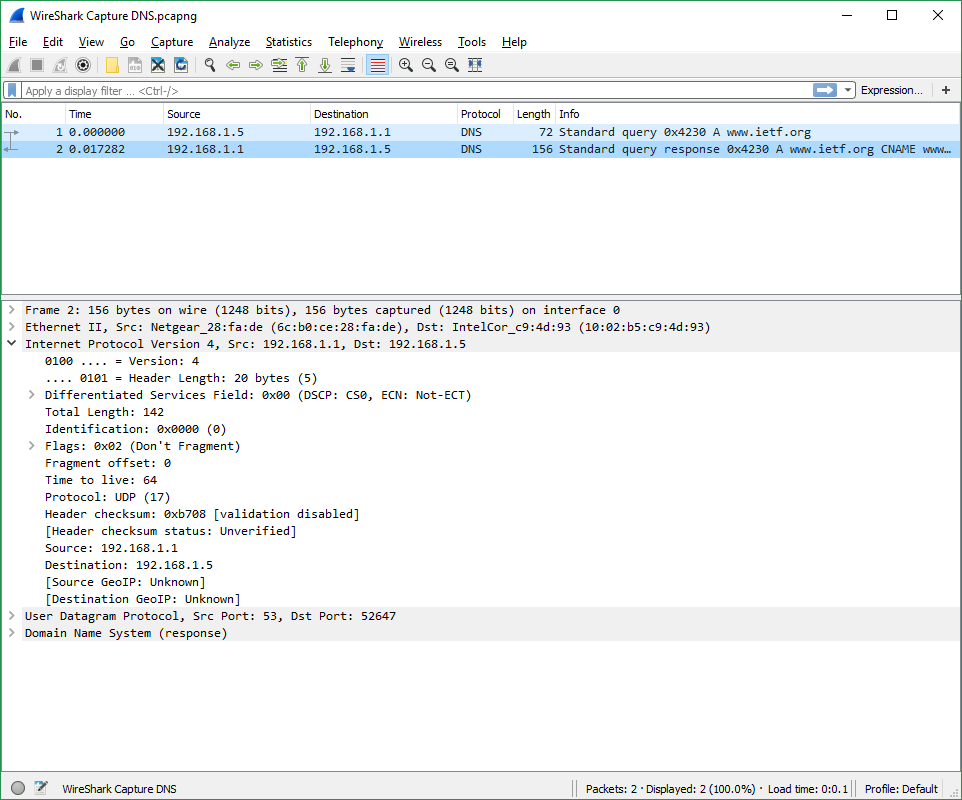 WireShark Capture DNS.pcapng
File Edit View Go Capture Analyze Statistics Telephony Wireless Tools Help
Apply a display filter ... <Ctrl-/> Expression... +
No. Time Source Destination Protocol Length Info
1 0.000000 192.168.1.5 192.168.1.1 DNS 72 Standard query 0x4230 A www.ietf.org
2 0.017282 192.168.1.1 192.168.1.5 DNS 156 Standard query response 0x4230 A www.ietf.org CNAME www…
Frame 2: 156 bytes on wire (1248 bits), 156 bytes captured (1248 bits) on interface 0
Ethernet II, Src: Netgear_28:fa:de (6c:b0:ce:28:fa:de), Dst: IntelCor_c9:4d:93 (10:02:b5:c9:4d:93)
Internet Protocol Version 4, Src: 192.168.1.1, Dst: 192.168.1.5
0100 .... = Version: 4
.... 0101 = Header Length: 20 bytes (5)
Differentiated Services Field: 0x00 (DSCP: CS0, ECN: Not-ECT)
Total Length: 142
Identification: 0x0000 (0)
Flags: 0x02 (Don't Fragment)
Fragment offset: 0
Time to live: 64
Protocol: UDP (17)
Header checksum: 0xb708 [validation disabled]
[Header checksum status: Unverified]
Source: 192.168.1.1
Destination: 192.168.1.5
[Source GeoIP: Unknown]
[Destination GeoIP: Unknown]
User Datagram Protocol, Src Port: 53, Dst Port: 52647
Domain Name System (response)
WireShark Capture DNS Packets: 2 · Displayed: 2 (100.0%) · Load time: 0:0.1 Profile: Default